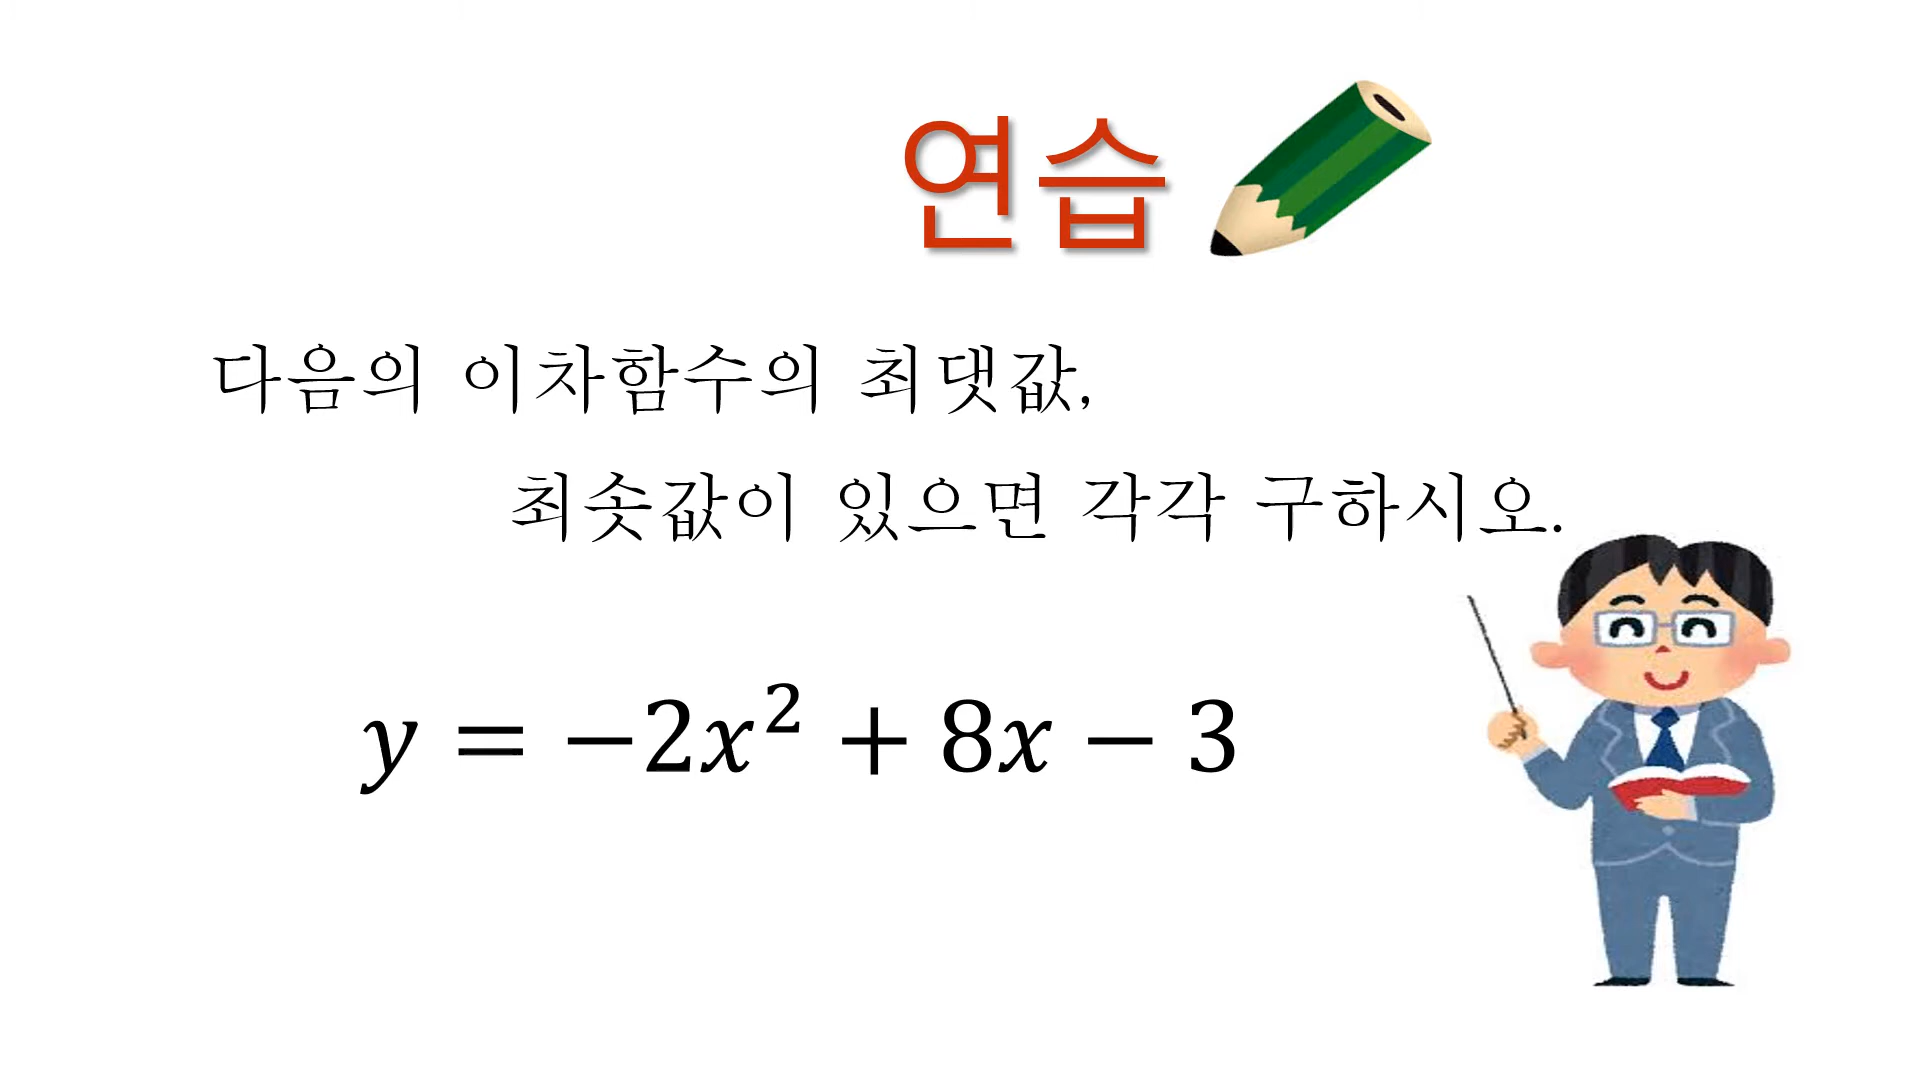 연습
다음의 이차함수의 최댓값,
최솟값이 있으면 각각 구하시오.
y = −2x² + 8x − 3